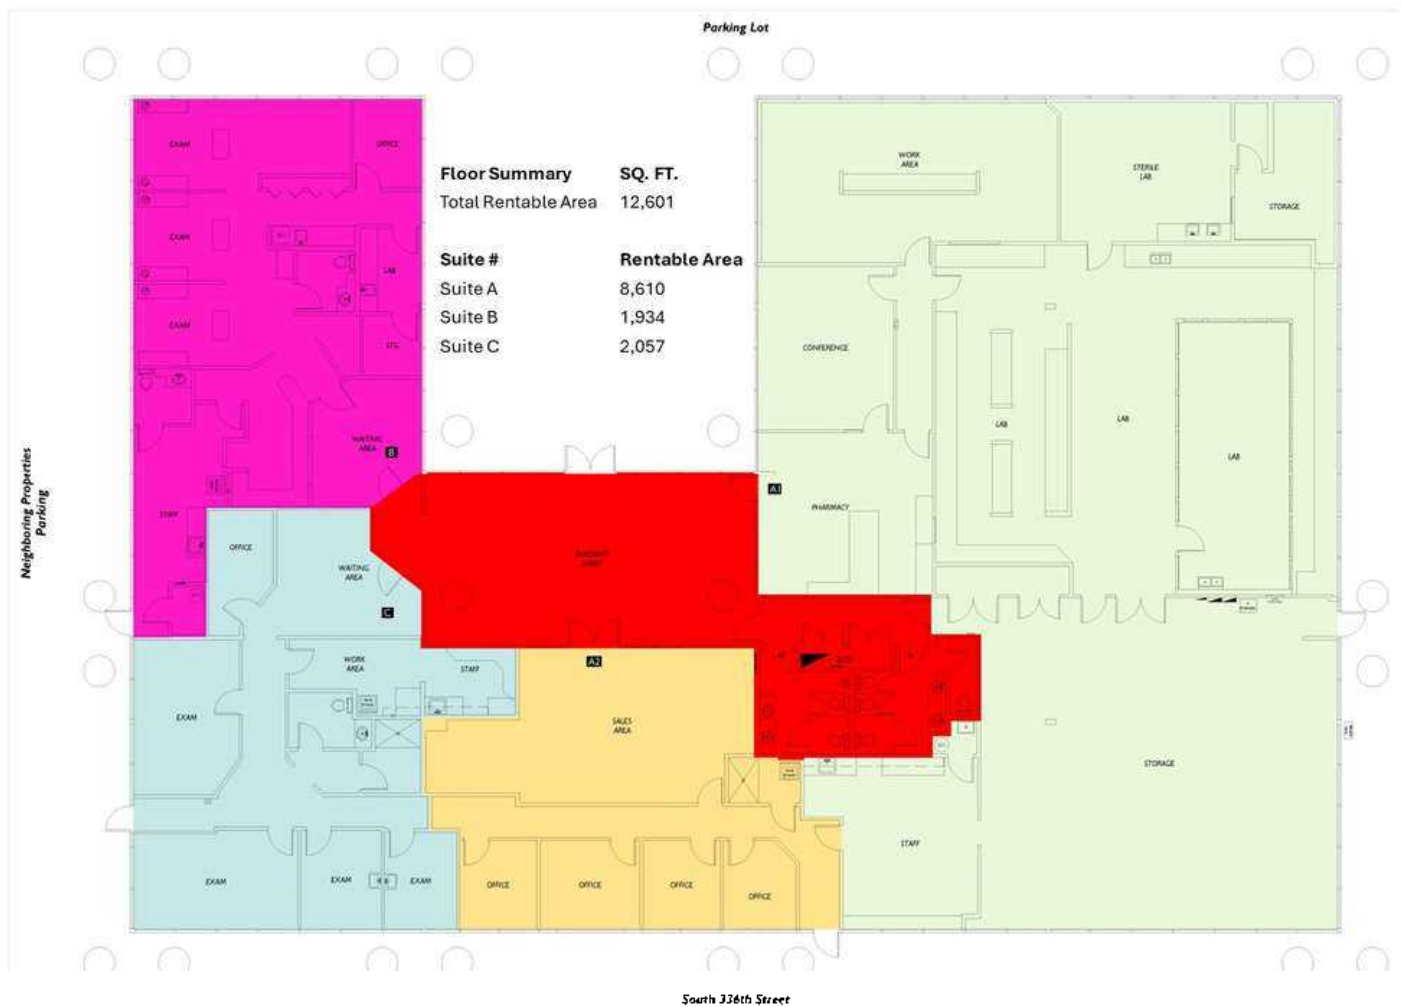 Parking Lot
EXAM
OFFICE
Floor Summary SQ. FT.
Total Rentable Area 12,601
Suite # Rentable Area
Suite A 8,610
Suite B 1,934
Suite C 2,057
WORK
AREA
STERILE
LAB
STORAGE
EXAM
LAB
EXAM
STG
CONFERENCE
WAITING
AREA
B
LAB
LAB
LAB
Neighboring Properties
Parking
STAFF
A1
PHARMACY
OFFICE
WAITING
AREA
C
WORK
AREA
STAFF
A2
EXAM
SALES
AREA
STORAGE
STAFF
EXAM
EXAM
EXAM
OFFICE
OFFICE
OFFICE
OFFICE
South 336th Street